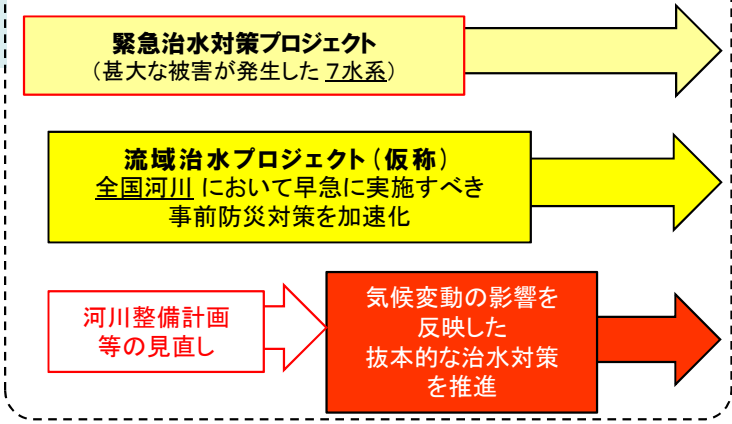 緊急治水対策プロジェクト
（甚大な被害が発生した ７水系）
流域治水プロジェクト（仮称）
全国河川 において早急に実施すべき
事前防災対策を加速化
河川整備計画
等の見直し
気候変動の影響を
反映した
抜本的な治水対策
を推進